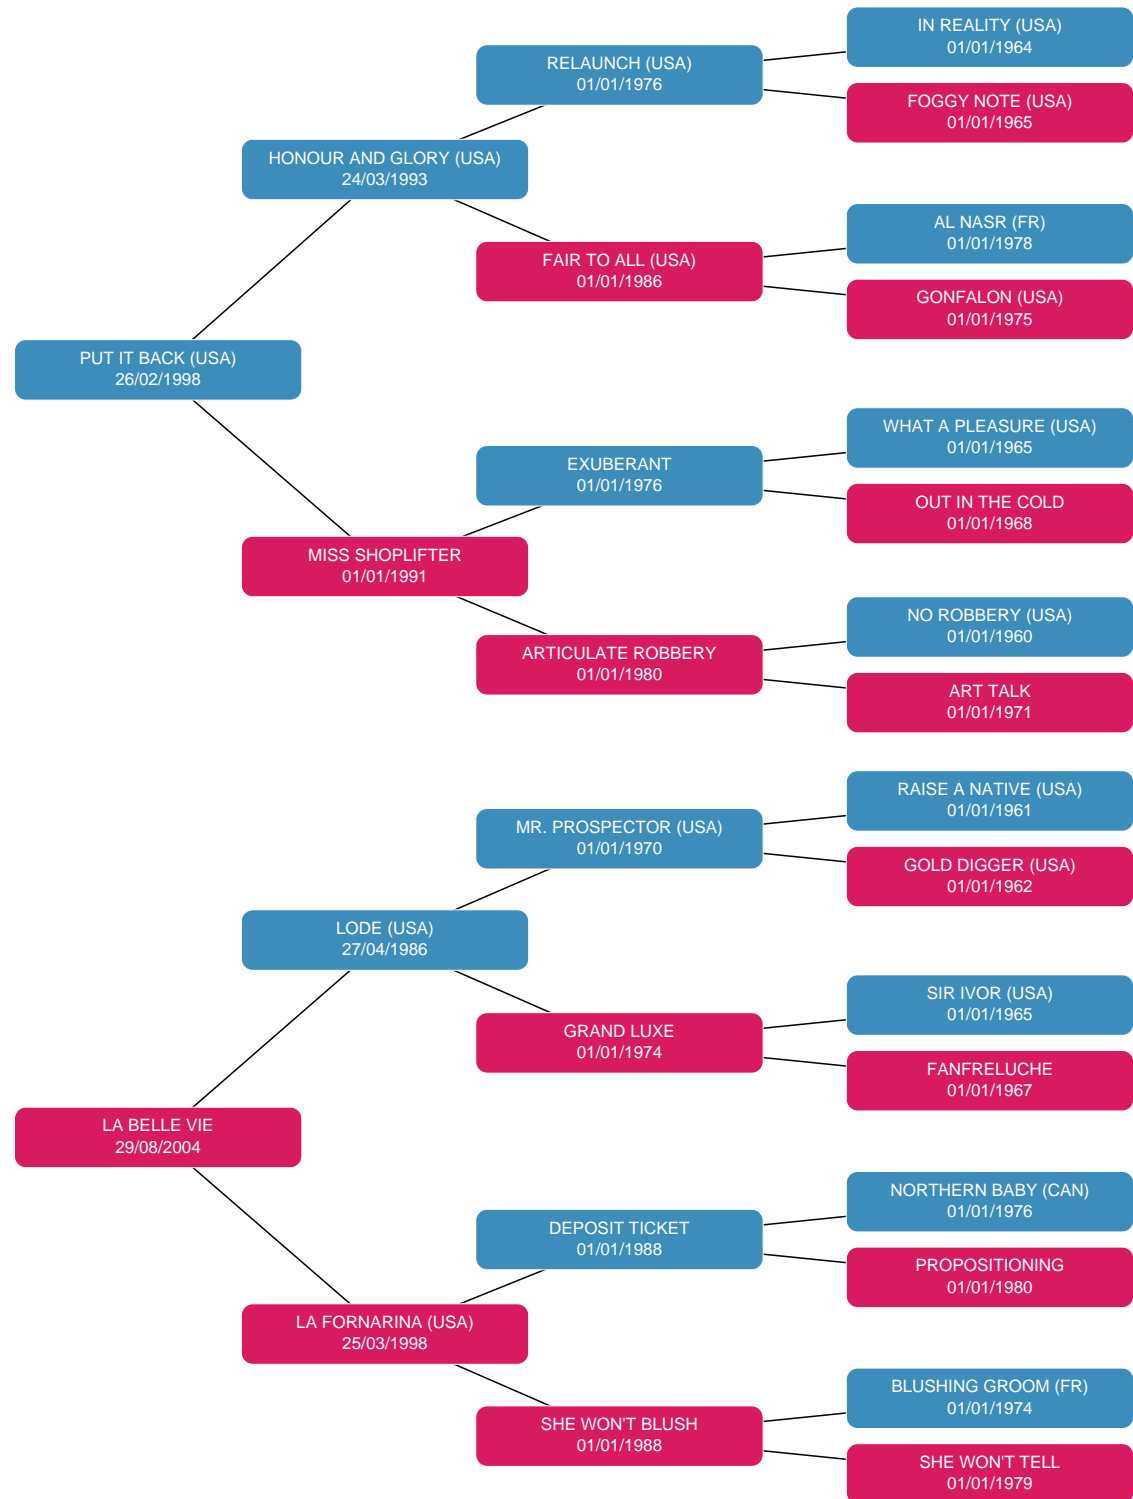 IN REALITY (USA)
01/01/1964
RELAUNCH (USA)
01/01/1976
FOGGY NOTE (USA)
01/01/1965
HONOUR AND GLORY (USA)
24/03/1993
AL NASR (FR)
01/01/1978
FAIR TO ALL (USA)
01/01/1986
GONFALON (USA)
01/01/1975
PUT IT BACK (USA)
26/02/1998
WHAT A PLEASURE (USA)
01/01/1965
EXUBERANT
01/01/1976
OUT IN THE COLD
01/01/1968
MISS SHOPLIFTER
01/01/1991
NO ROBBERY (USA)
01/01/1960
ARTICULATE ROBBERY
01/01/1980
ART TALK
01/01/1971
RAISE A NATIVE (USA)
01/01/1961
MR. PROSPECTOR (USA)
01/01/1970
GOLD DIGGER (USA)
01/01/1962
LODE (USA)
27/04/1986
SIR IVOR (USA)
01/01/1965
GRAND LUXE
01/01/1974
FANFRELUCHE
01/01/1967
LA BELLE VIE
29/08/2004
NORTHERN BABY (CAN)
01/01/1976
DEPOSIT TICKET
01/01/1988
PROPOSITIONING
01/01/1980
LA FORNARINA (USA)
25/03/1998
BLUSHING GROOM (FR)
01/01/1974
SHE WON'T BLUSH
01/01/1988
SHE WON'T TELL
01/01/1979